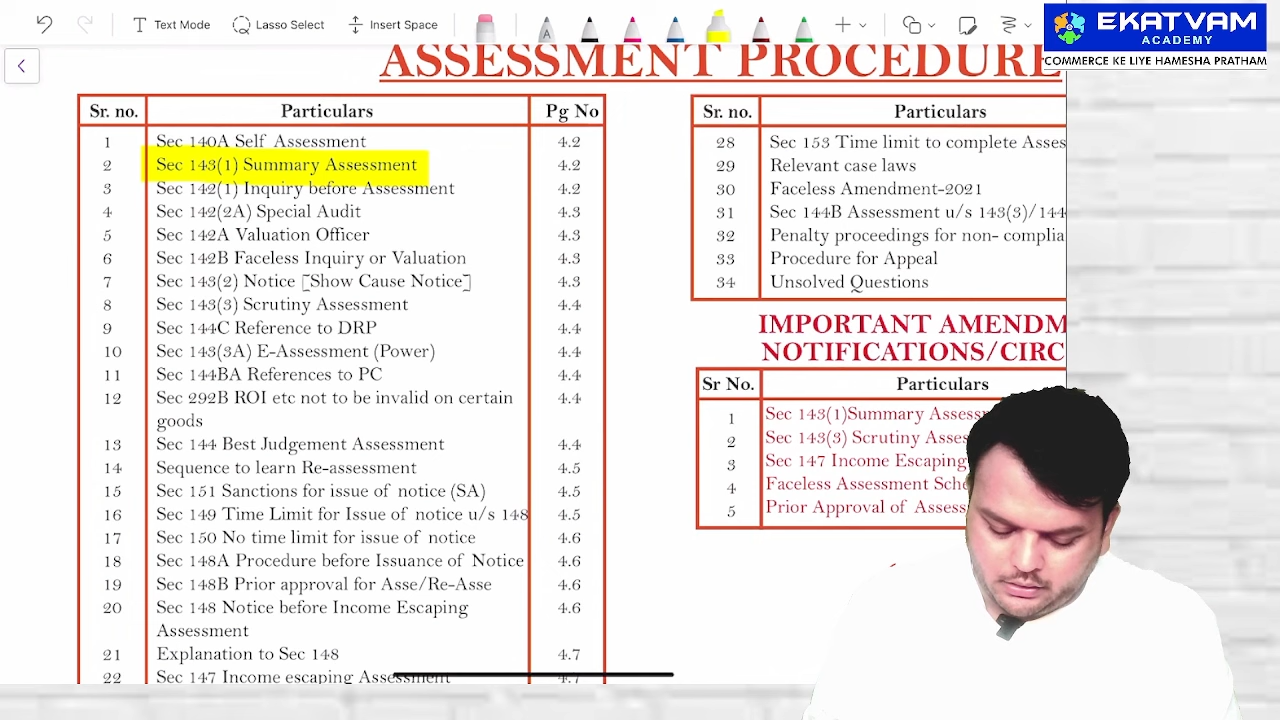 Text Mode
Lasso Select
Insert Space
EKATVAM
ACADEMY
COMMERCE KE LIYE HAMESHA PRATHAM
ASSESSMENT PROCEDURE
Sr. no. Particulars Pg No
1 Sec 140A Self Assessment 4.2
2 Sec 143(1) Summary Assessment 4.2
3 Sec 142(1) Inquiry before Assessment 4.2
4 Sec 142(2A) Special Audit 4.3
5 Sec 142A Valuation Officer 4.3
6 Sec 142B Faceless Inquiry or Valuation 4.3
7 Sec 143(2) Notice [Show Cause Notice] 4.3
8 Sec 143(3) Scrutiny Assessment 4.4
9 Sec 144C Reference to DRP 4.4
10 Sec 143(3A) E-Assessment (Power) 4.4
11 Sec 144BA References to PC 4.4
12 Sec 292B ROI etc not to be invalid on certain 4.4
goods
13 Sec 144 Best Judgement Assessment 4.4
14 Sequence to learn Re-assessment 4.5
15 Sec 151 Sanctions for issue of notice (SA) 4.5
16 Sec 149 Time Limit for Issue of notice u/s 148 4.5
17 Sec 150 No time limit for issue of notice 4.6
18 Sec 148A Procedure before Issuance of Notice 4.6
19 Sec 148B Prior approval for Asse/Re-Asse 4.6
20 Sec 148 Notice before Income Escaping 4.6
Assessment
21 Explanation to Sec 148 4.7
22 Sec 147 Income escaping Assessment 4.7
Sr. no. Particulars
28 Sec 153 Time limit to complete Asses
29 Relevant case laws
30 Faceless Amendment-2021
31 Sec 144B Assessment u/s 143(3)/144
32 Penalty proceedings for non- complia
33 Procedure for Appeal
34 Unsolved Questions
IMPORTANT AMENDM
NOTIFICATIONS/CIRC
Sr No. Particulars
1 Sec 143(1)Summary Assess
2 Sec 143(3) Scrutiny Asses
3 Sec 147 Income Escaping
4 Faceless Assessment Sche
5 Prior Approval of Assess